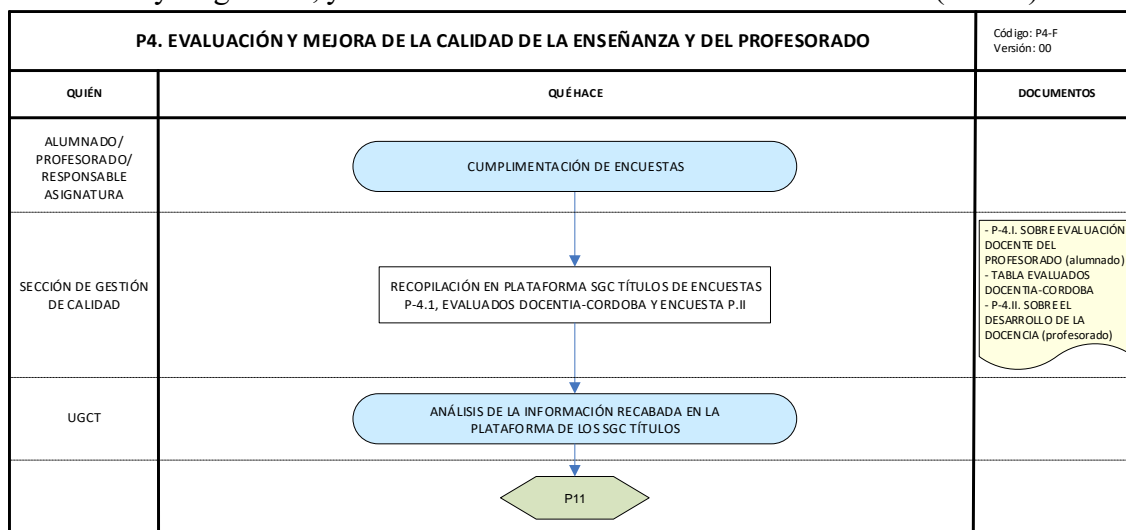 P4. EVALUACIÓN Y MEJORA DE LA CALIDAD DE LA ENSEÑANZA Y DEL PROFESORADO
Código: P4-F
Versión: 00
QUIÉN
QUÉ HACE
DOCUMENTOS
ALUMNADO/
PROFESORADO/
RESPONSABLE
ASIGNATURA
CUMPLIMENTACIÓN DE ENCUESTAS
SECCIÓN DE GESTIÓN
DE CALIDAD
RECOPILACIÓN EN PLATAFORMA SGC TÍTULOS DE ENCUESTAS
P-4.1, EVALUADOS DOCENTIA-CORDOBA Y ENCUESTA P.II
- P-4.I. SOBRE EVALUACIÓN
DOCENTE DEL
PROFESORADO (alumnado)
- TABLA EVALUADOS
DOCENTIA-CORDOBA
- P-4.II. SOBRE EL
DESARROLLO DE LA
DOCENCIA (profesorado)
UGCT
ANÁLISIS DE LA INFORMACIÓN RECABADA EN LA
PLATAFORMA DE LOS SGC TÍTULOS
P11